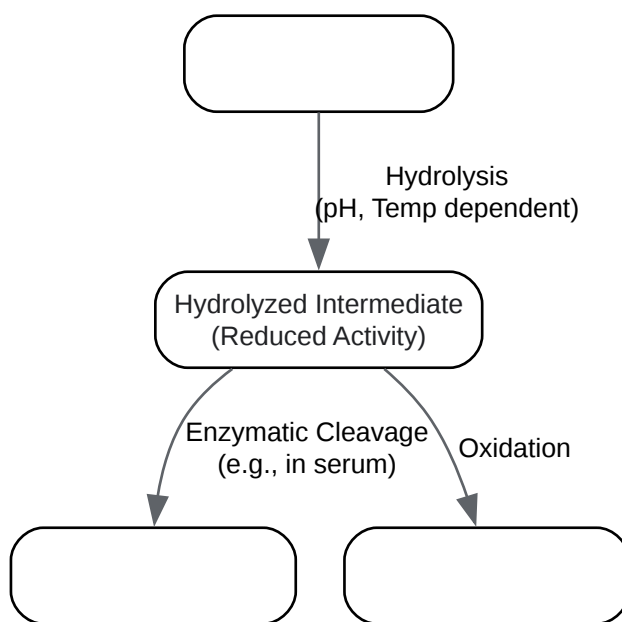 Hydrolysis
(pH, Temp dependent)
Hydrolyzed Intermediate
(Reduced Activity)
Enzymatic Cleavage
(e.g., in serum)
Oxidation